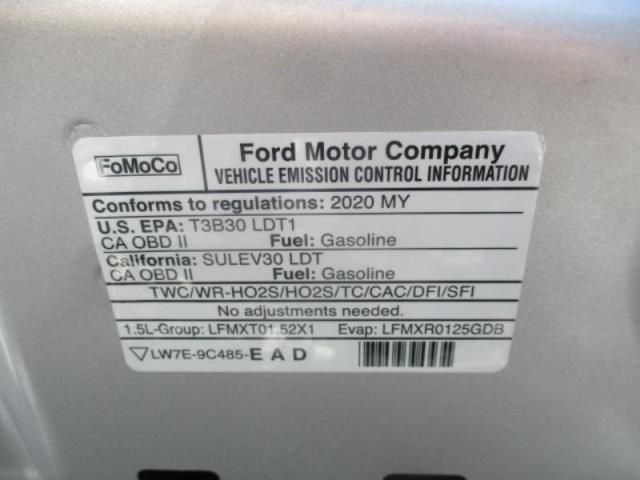 FoMoCo
Ford Motor Company
VEHICLE EMISSION CONTROL INFORMATION
Conforms to regulations: 2020 MY
U.S. EPA: T3B30 LDT1
CA OBD II Fuel: Gasoline
California: SULEV30 LDT
CA OBD II Fuel: Gasoline
TWC/WR-HO2S/HO2S/TC/CAC/DFI/SFI
No adjustments needed.
1.5L-Group: LFMXT01.52X1 Evap: LFMXR0125GDB
LW7E-9C485-E A D